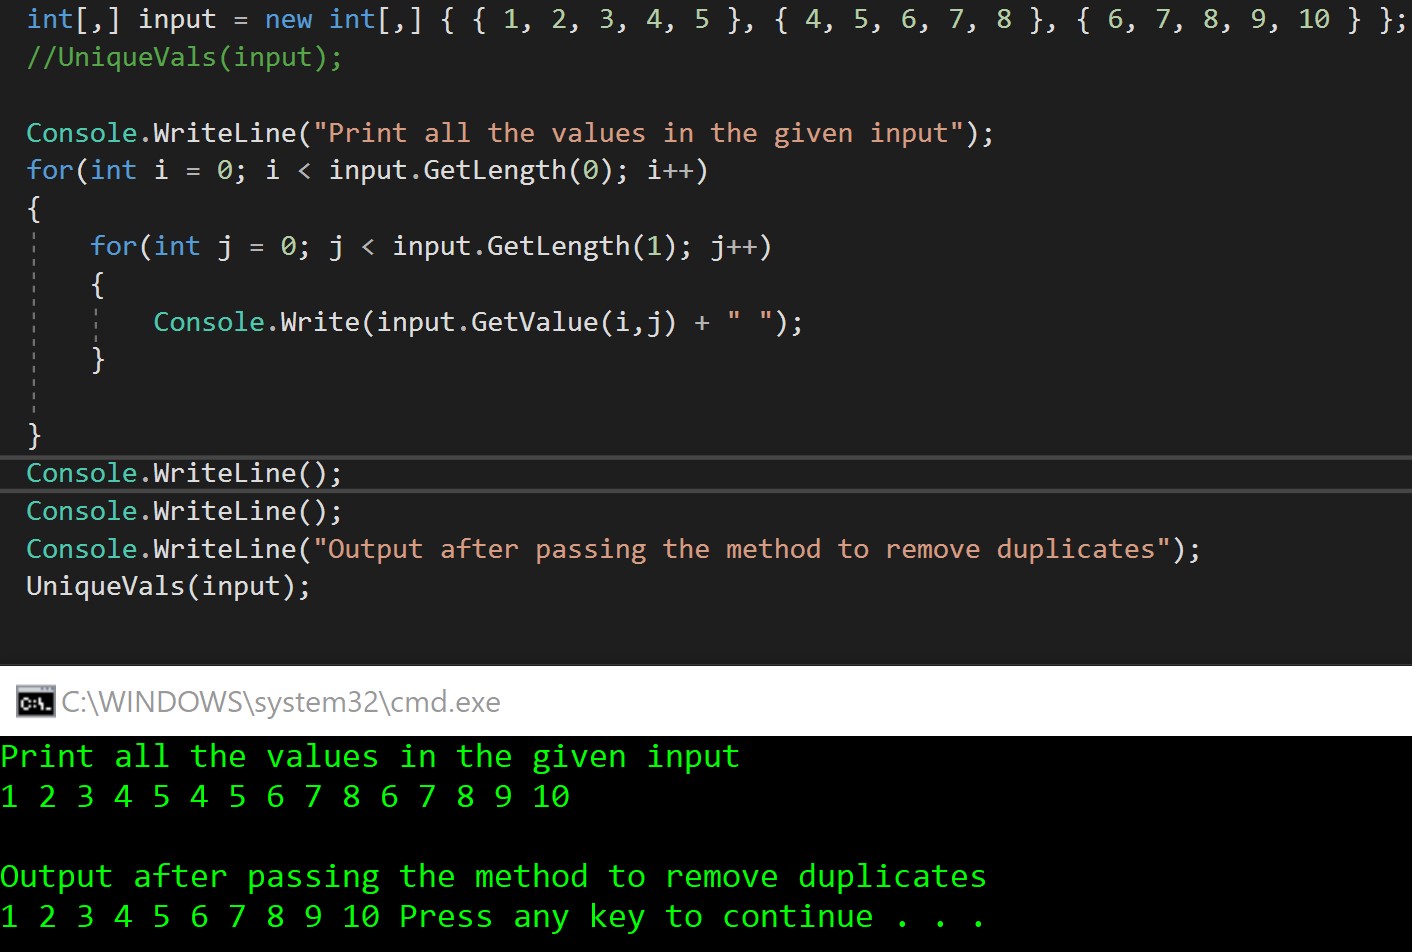 int[,] input = new int[,] { { 1, 2, 3, 4, 5 }, { 4, 5, 6, 7, 8 }, { 6, 7, 8, 9, 10 } };
//UniqueVals(input);
Console.WriteLine("Print all the values in the given input");
for(int i = 0; i < input.GetLength(0); i++)
{
for(int j = 0; j < input.GetLength(1); j++)
{
Console.Write(input.GetValue(i,j) + " ");
}
}
Console.WriteLine();
Console.WriteLine();
Console.WriteLine("Output after passing the method to remove duplicates");
UniqueVals(input);
C:\. C:\WINDOWS\system32\cmd.exe
Print all the values in the given input
1 2 3 4 5 4 5 6 7 8 6 7 8 9 10
Output after passing the method to remove duplicates
1 2 3 4 5 6 7 8 9 10 Press any key to continue . . .